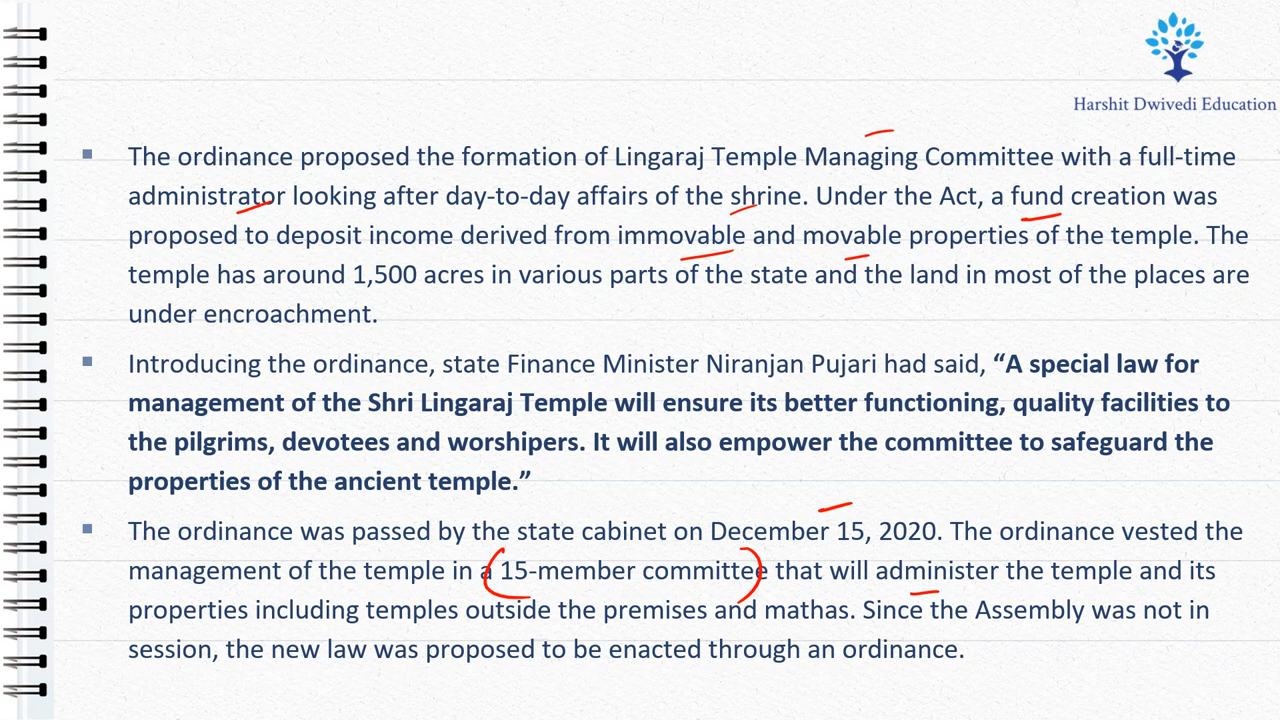 Harshit Dwivedi Education
▪ The ordinance proposed the formation of Lingaraj Temple Managing Committee with a full-time
administrator looking after day-to-day affairs of the shrine. Under the Act, a fund creation was
proposed to deposit income derived from immovable and movable properties of the temple. The
temple has around 1,500 acres in various parts of the state and the land in most of the places are
under encroachment.
▪ Introducing the ordinance, state Finance Minister Niranjan Pujari had said, “A special law for
management of the Shri Lingaraj Temple will ensure its better functioning, quality facilities to
the pilgrims, devotees and worshipers. It will also empower the committee to safeguard the
properties of the ancient temple.”
▪ The ordinance was passed by the state cabinet on December 15, 2020. The ordinance vested the
management of the temple in a 15-member committee that will administer the temple and its
properties including temples outside the premises and mathas. Since the Assembly was not in
session, the new law was proposed to be enacted through an ordinance.